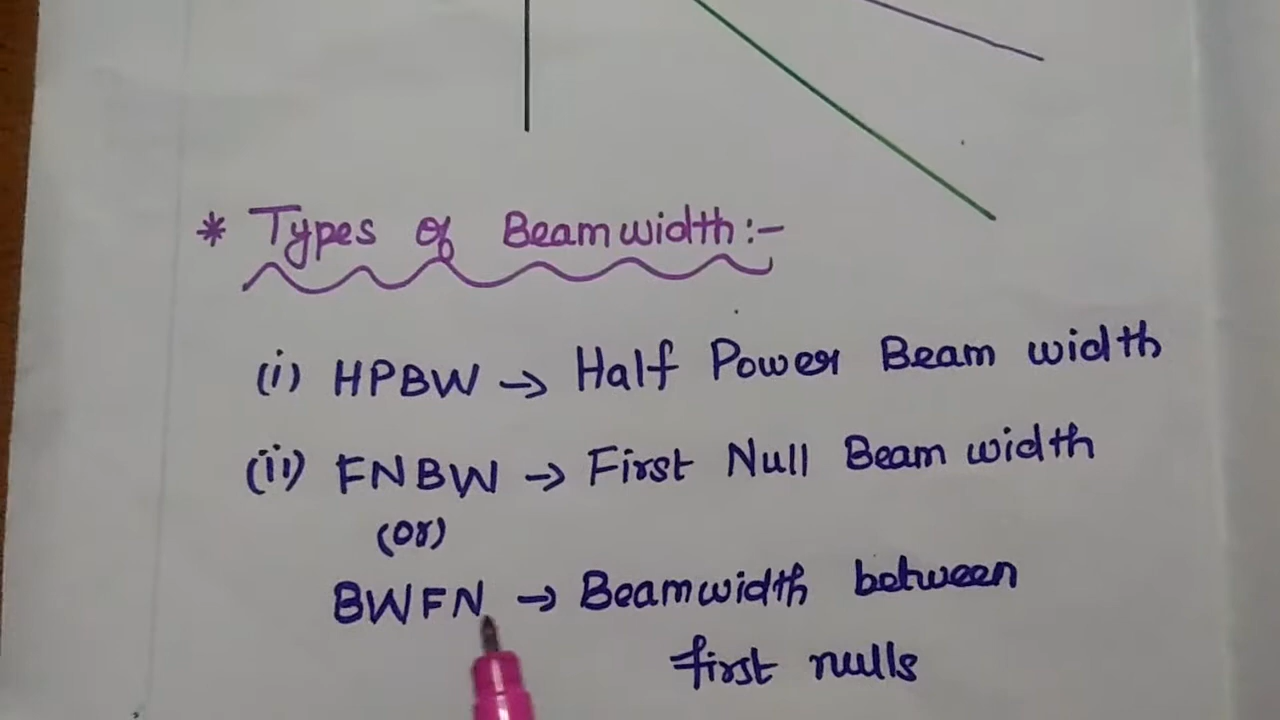 * Types of Beamwidth:-
(i) HPBW → Half Power Beam width
(ii) FNBW → First Null Beam width
(or)
BWFN → Beamwidth between
first nulls